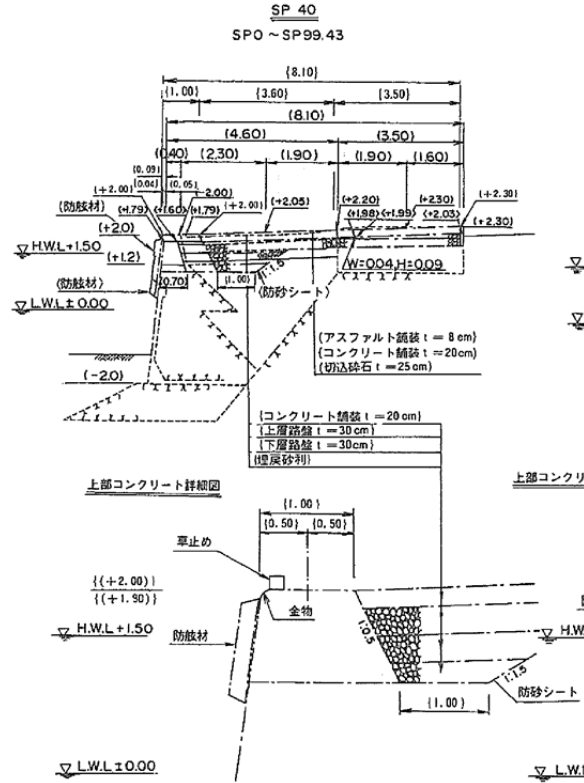 SP 40
SP0 ~ SP99.43
{8.10}
{1.00} {3.60} {3.50}
{8.10}
(4.60) (3.50)
(0.40) (2.30) (1.90) (1.90) (1.60)
(0.09)
(0.04) (0.05)
(+2.00) -2.00)
(防舷材) (+1.79) (+1.60) (+1.79) (+2.00) (+2.05) (+2.20) (+2.30) (+2.30)
(+1.98) (+1.99) (+2.03)
(+2.0) (+2.30)
H.W.L+1.50
(+1.2) 1:1.5 W=0.04,H=0.09
(0.70) (1.00)
(防舷材) (防砂シート
L.W.L±0.00
(アスファルト舗装 t = 8cm)
(コンクリート舗装 t = 20cm)
(切込砕石 t = 25cm)
(-2.0)
{コンクリート舗装 t = 20cm}
{上層路盤 t = 30cm}
{下層路盤 t = 30cm}
{埋戻砂利}
上部コンクリート詳細図
上部コンクリ
{1.00}
{0.50} {0.50}
車止め
{(+2.00)}
{(+1.90)}
金物
H.W.L+1.50
1:0.5
H.W
防舷材
1:1.5
防砂シート
{1.00}
L.W.L±0.00
L.W.